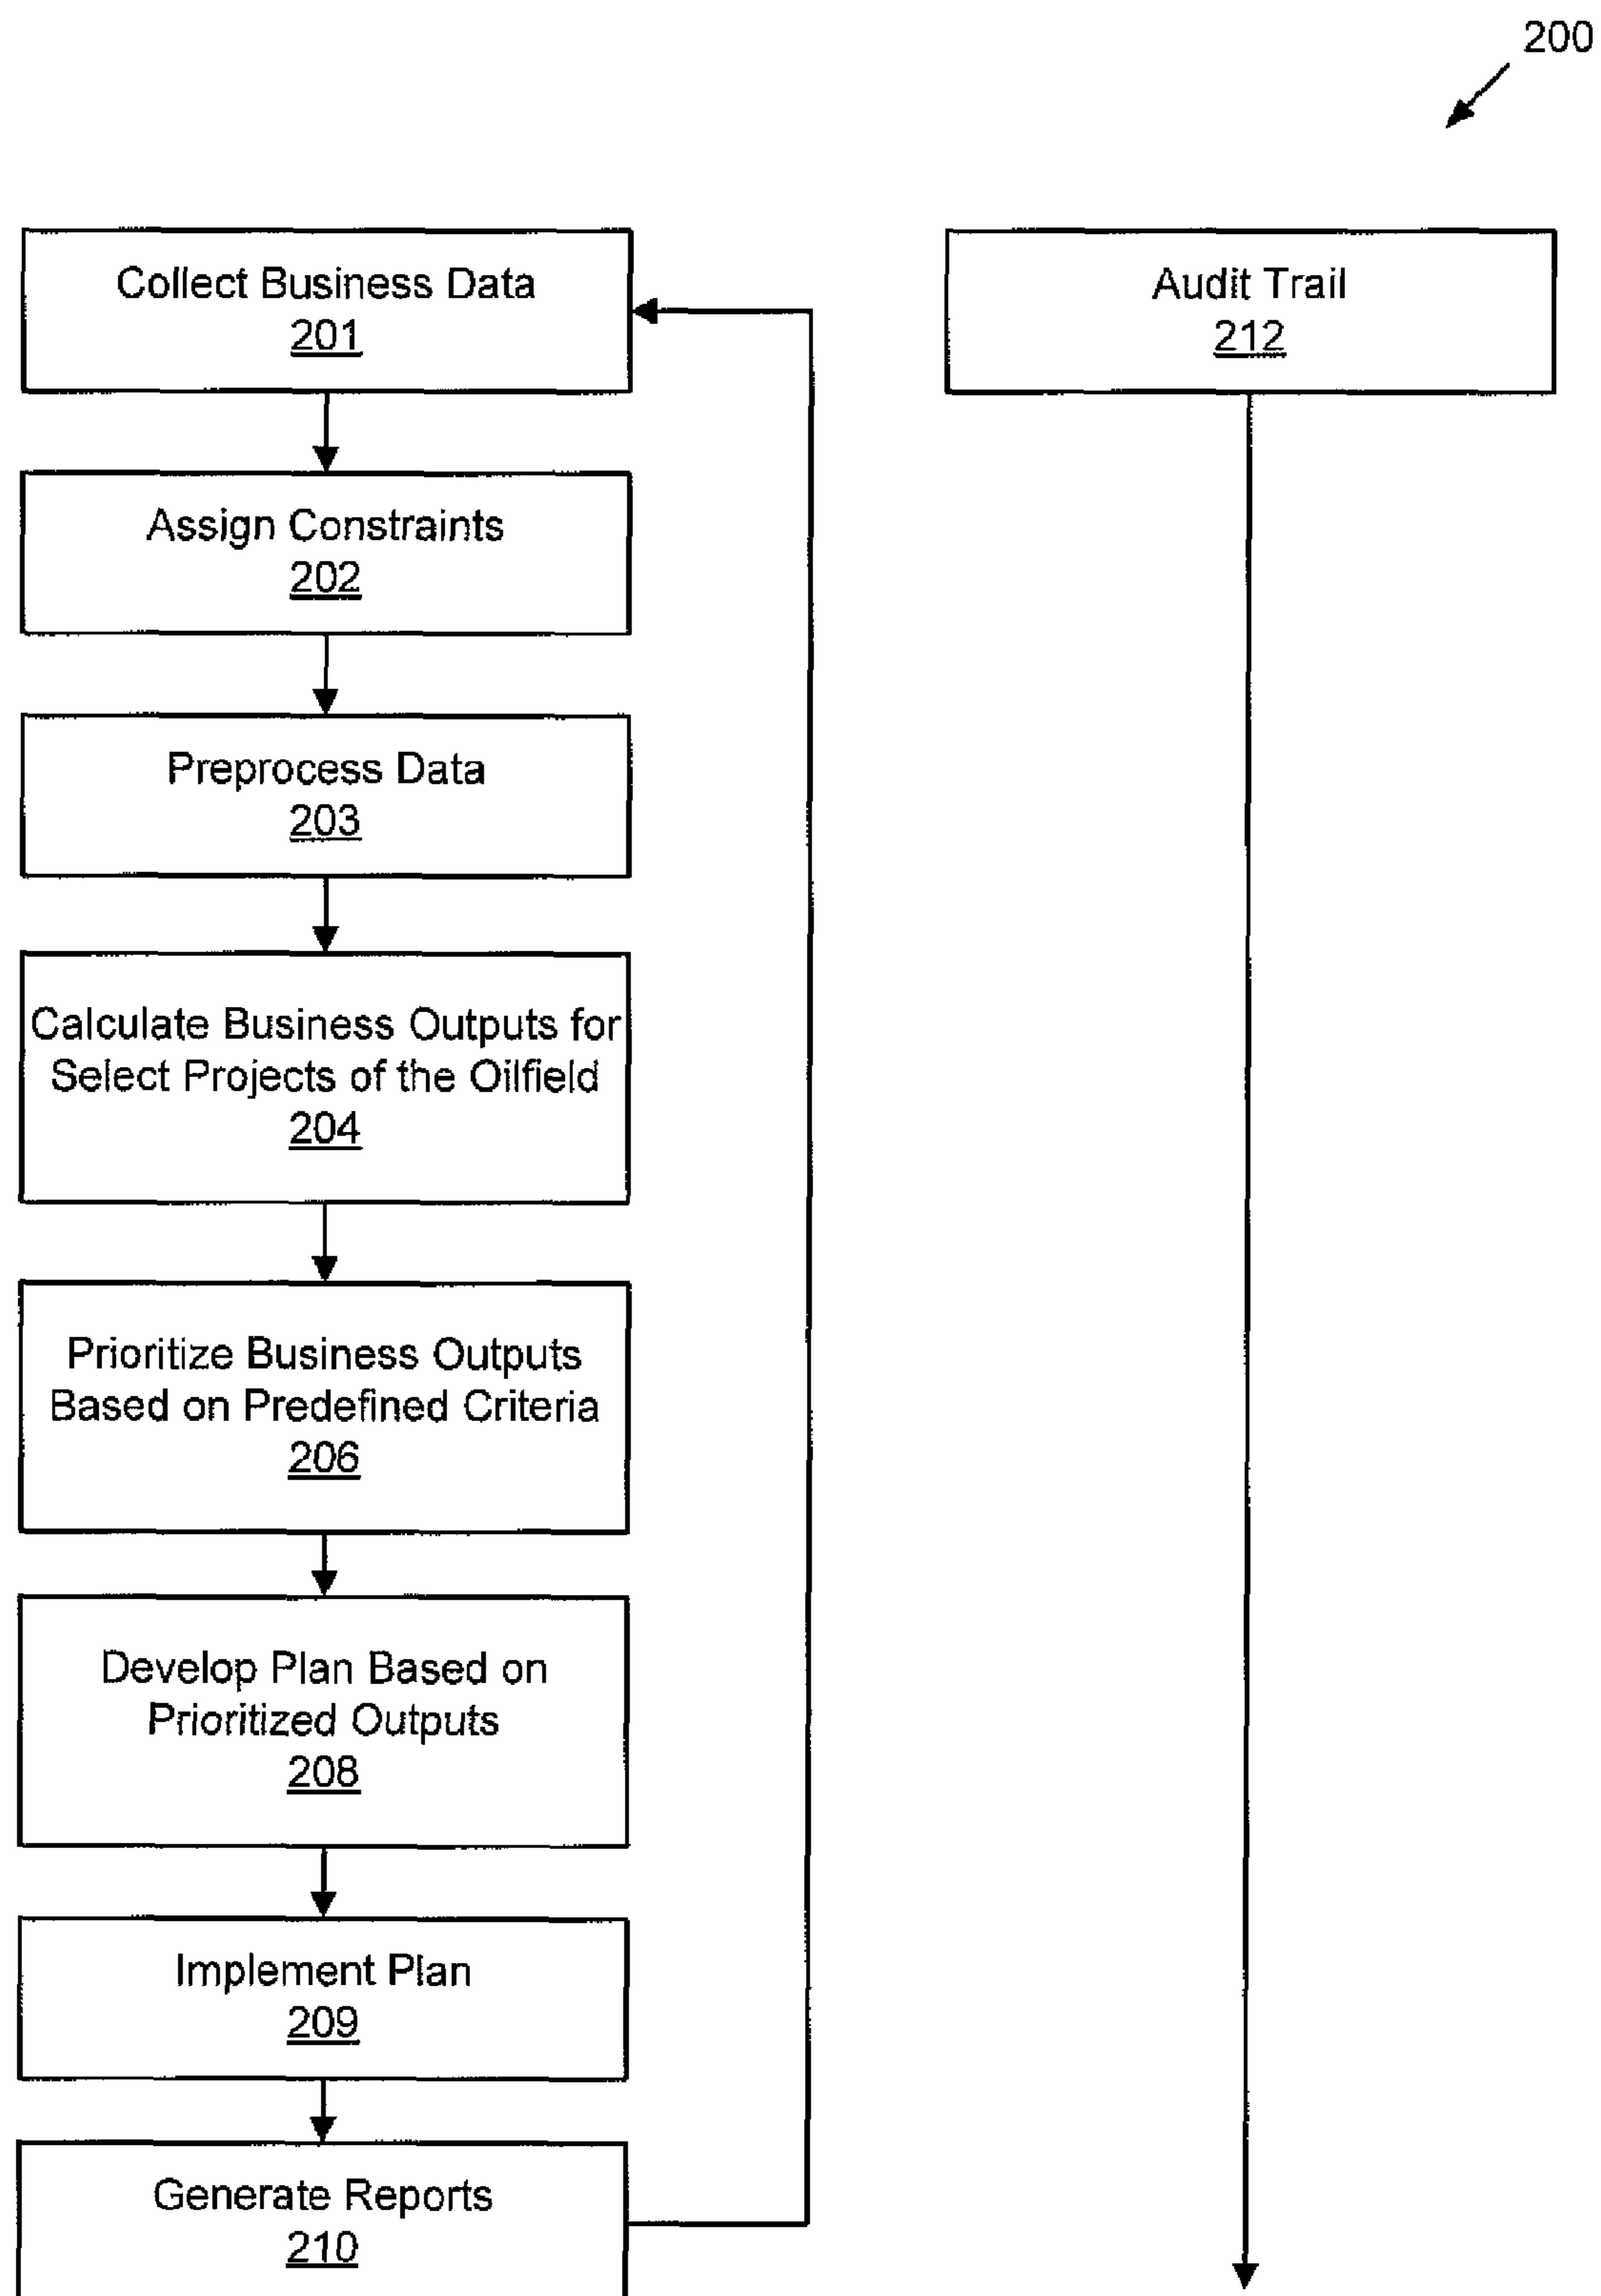 200
Collect Business Data
201
Audit Trail
212
Assign Constraints
202
Preprocess Data
203
Calculate Business Outputs for
Select Projects of the Oilfield
204
Prioritize Business Outputs
Based on Predefined Criteria
206
Develop Plan Based on
Prioritized Outputs
208
Implement Plan
209
Generate Reports
210